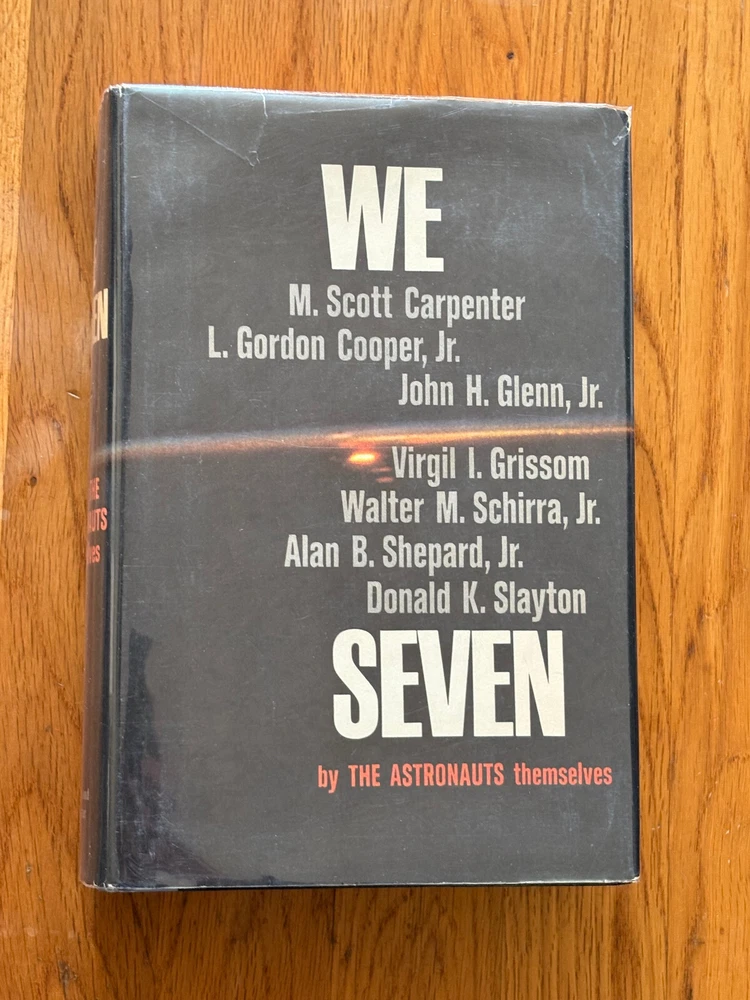 WE
M. Scott Carpenter
L. Gordon Cooper, Jr.
John H. Glenn, Jr.
Virgil I. Grissom
Walter M. Schirra, Jr.
Alan B. Shepard, Jr.
Donald K. Slayton
SEVEN
by THE ASTRONAUTS themselves